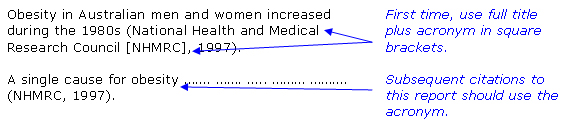 Obesity in Australian men and women increased
during the 1980s (National Health and Medical
Research Council [NHMRC], 1997).
First time, use full title
plus acronym in square
brackets.
A single cause for obesity ....... ....... ..... ......... ..........
(NHMRC, 1997).
Subsequent citations to
this report should use the
acronym.